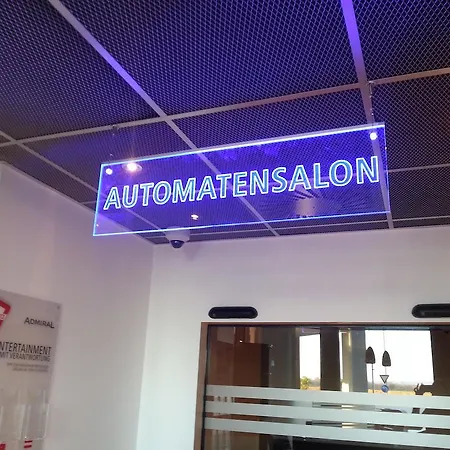 AUTOMATENSALON
ADMIRAL
ENTERTAINMENT
MIT VERANTWORTUNG